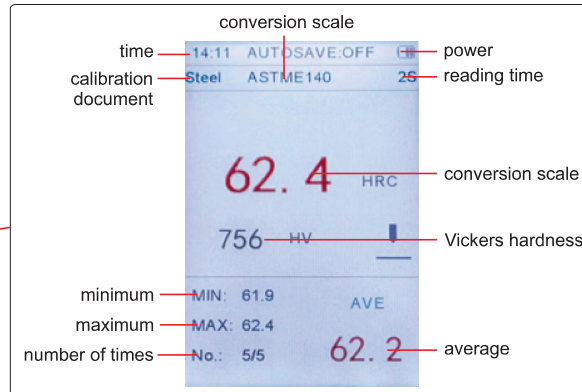 conversion scale
time 14:11 AUTOSAVE:OFF power
calibration document Steel ASTME140 2S reading time
62.4 HRC conversion scale
756 HV Vickers hardness
minimum MIN: 61.9 AVE
maximum MAX: 62.4
number of times No.: 5/5 62.2 average